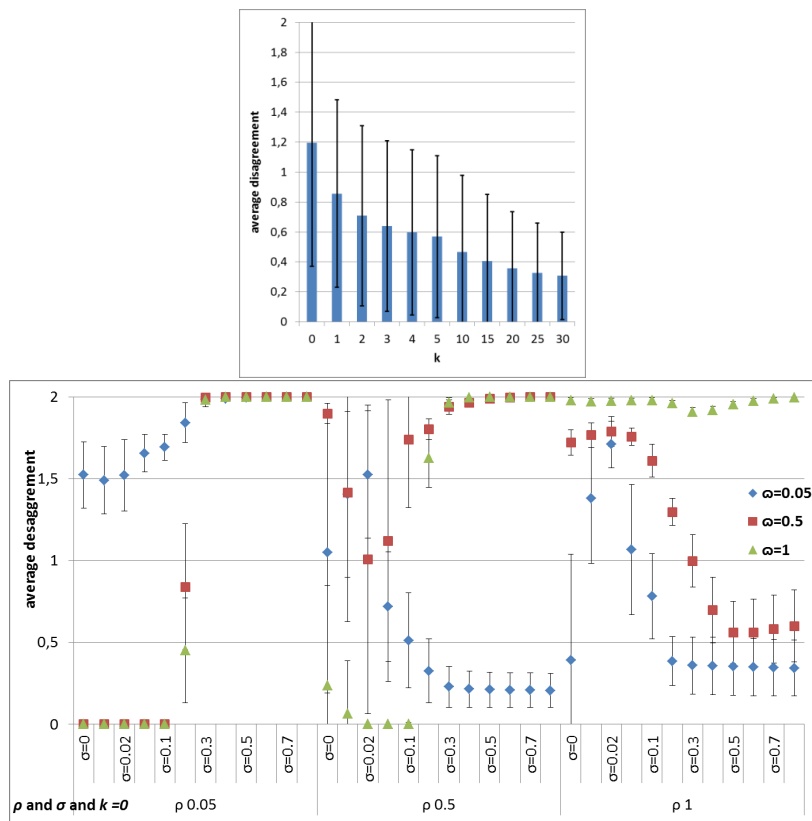 average disagreement
2
1,8
1,6
1,4
1,2
1
0,8
0,6
0,4
0,2
0
0 1 2 3 4 5 10 15 20 25 30
k
average desaggrement
2
1,5
1
0,5
0
ϖ=0.05
ϖ=0.5
ϖ=1
σ=0 σ=0.02 σ=0.1 σ=0.3 σ=0.5 σ=0.7 σ=0 σ=0.02 σ=0.1 σ=0.3 σ=0.5 σ=0.7 σ=0 σ=0.02 σ=0.1 σ=0.3 σ=0.5 σ=0.7
ρ and σ and k =0 ρ 0.05 ρ 0.5 ρ 1